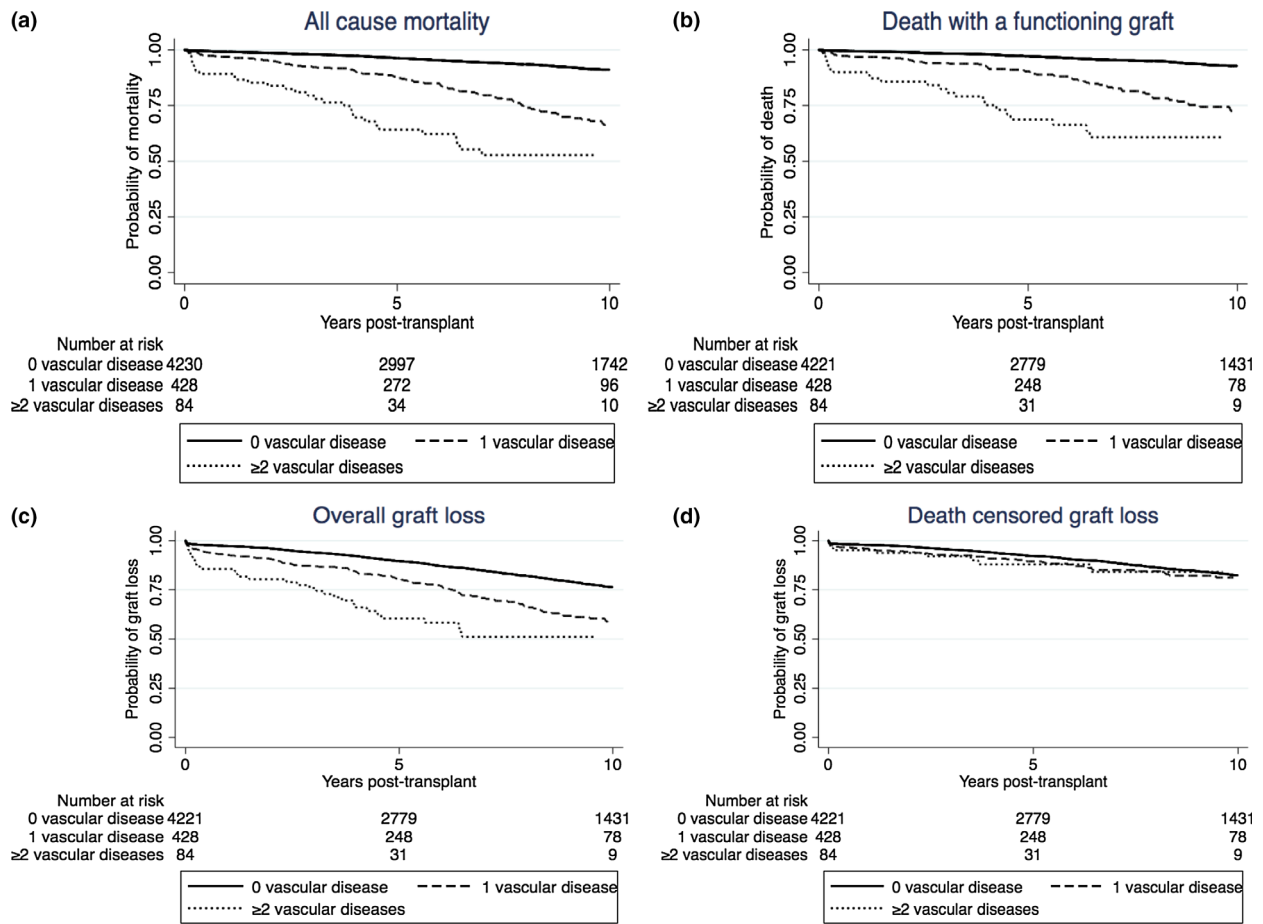 (a)
All cause mortality
Probability of mortality
1.00
0.75
0.50
0.25
0.00
0 5 10
Years post-transplant
Number at risk
0 vascular disease 4230 2997 1742
1 vascular disease 428 272 96
≥2 vascular diseases 84 34 10
0 vascular disease 1 vascular disease
≥2 vascular diseases
(b)
Death with a functioning graft
Probability of death
1.00
0.75
0.50
0.25
0.00
0 5 10
Years post-transplant
Number at risk
0 vascular disease 4221 2779 1431
1 vascular disease 428 248 78
≥2 vascular diseases 84 31 9
0 vascular disease 1 vascular disease
≥2 vascular diseases
(c)
Overall graft loss
Probability of graft loss
1.00
0.75
0.50
0.25
0.00
0 5 10
Years post-transplant
Number at risk
0 vascular disease 4221 2779 1431
1 vascular disease 428 248 78
≥2 vascular diseases 84 31 9
0 vascular disease 1 vascular disease
≥2 vascular diseases
(d)
Death censored graft loss
Probability of graft loss
1.00
0.75
0.50
0.25
0.00
0 5 10
Years post-transplant
Number at risk
0 vascular disease 4221 2779 1431
1 vascular disease 428 248 78
≥2 vascular diseases 84 31 9
0 vascular disease 1 vascular disease
≥2 vascular diseases